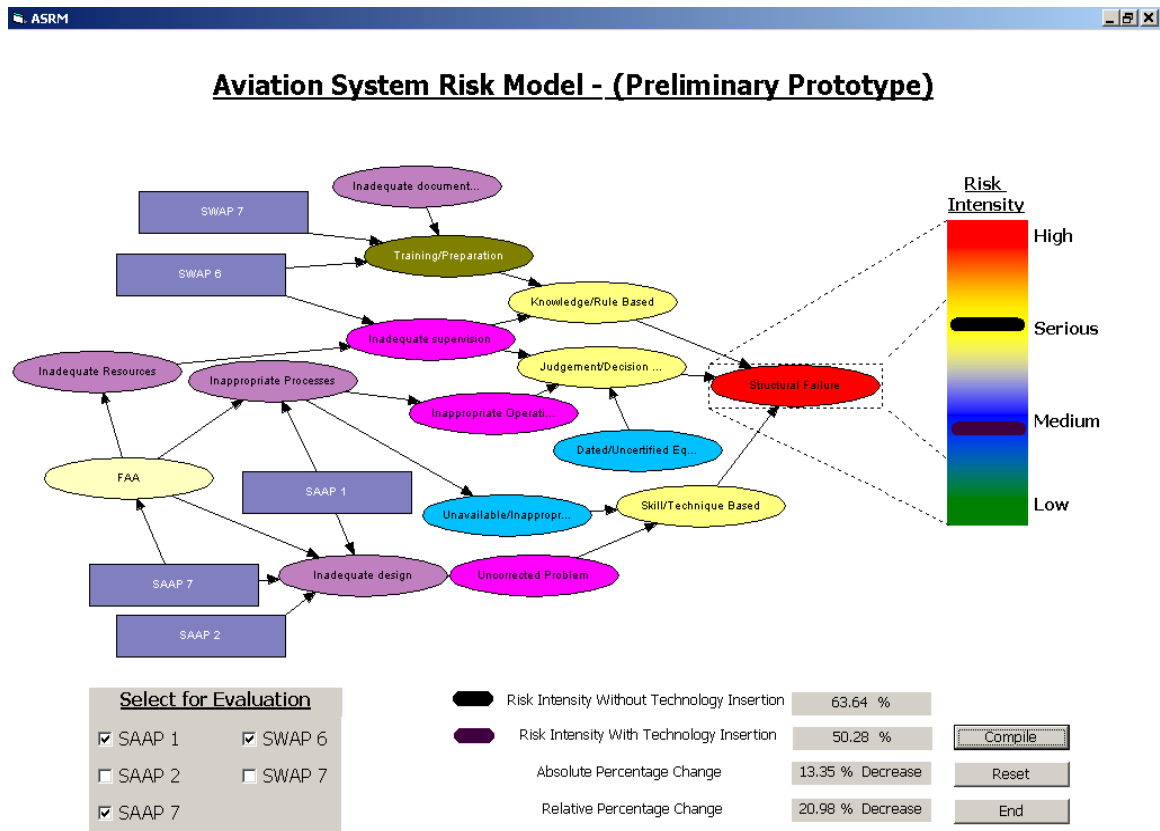 ASRM
Aviation System Risk Model - (Preliminary Prototype)
Inadequate document...
SWAP 7
Training/Preparation
SWAP 6
Knowledge/Rule Based
Inadequate supervision
Inadequate Resources
Inappropriate Processes
Judgement/Decision ...
Structural Failure
Inappropriate Operati...
Dated/Uncertified Eq...
FAA
SAAP 1
Skill/Technique Based
Unavailable/Inappropr...
Inadequate design
Uncorrected Problem
SAAP 7
SAAP 2
Risk
Intensity
High
Serious
Medium
Low
Select for Evaluation
SAAP 1
SWAP 6
SAAP 2
SWAP 7
SAAP 7
Risk Intensity Without Technology Insertion 63.64 %
Risk Intensity With Technology Insertion 50.28 %
Absolute Percentage Change 13.35 % Decrease
Relative Percentage Change 20.98 % Decrease
Compile
Reset
End